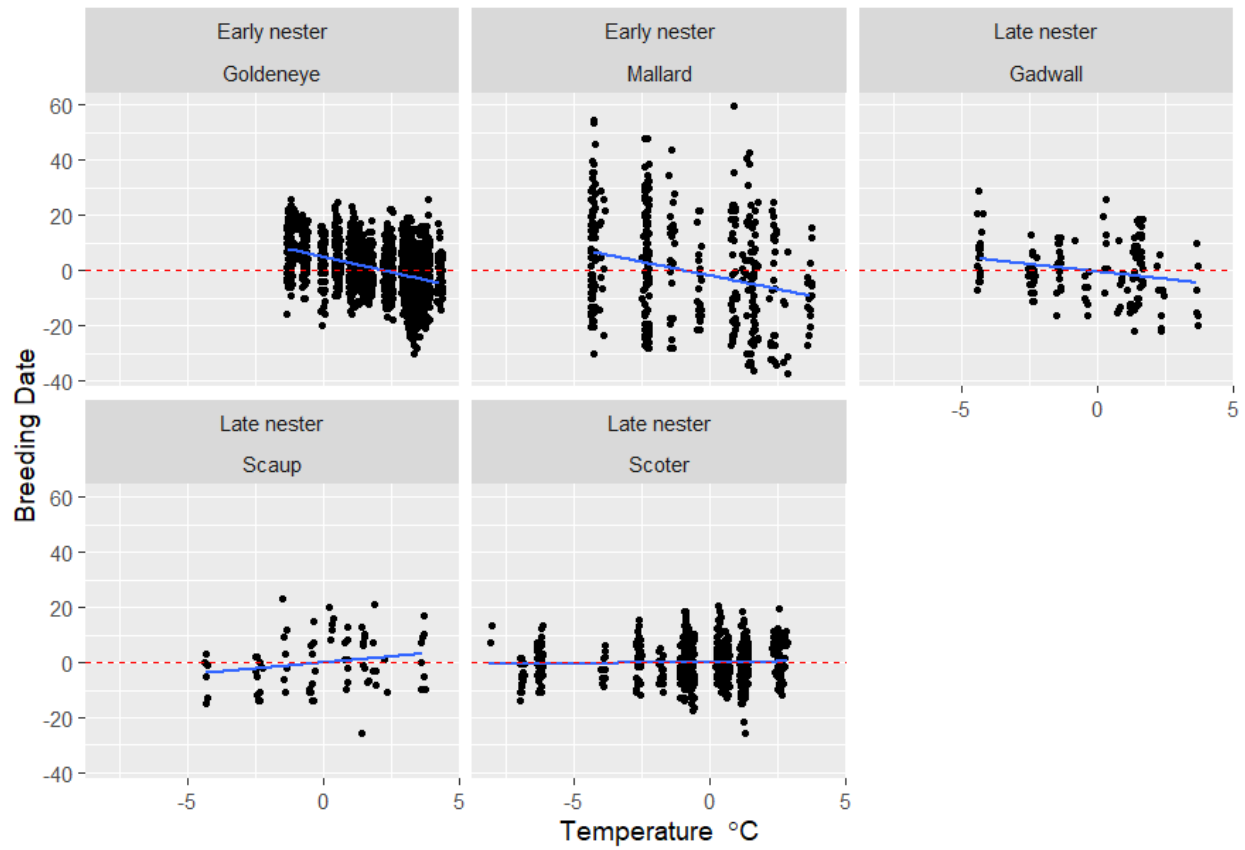 Early nester
Goldeneye
Early nester
Mallard
Late nester
Gadwall
60
40
20
0
-20
-40
-5
0
5
Late nester
Scaup
Late nester
Scoter
60
40
20
0
-20
-40
-5
0
5
-5
0
5
Breeding Date
Temperature °C